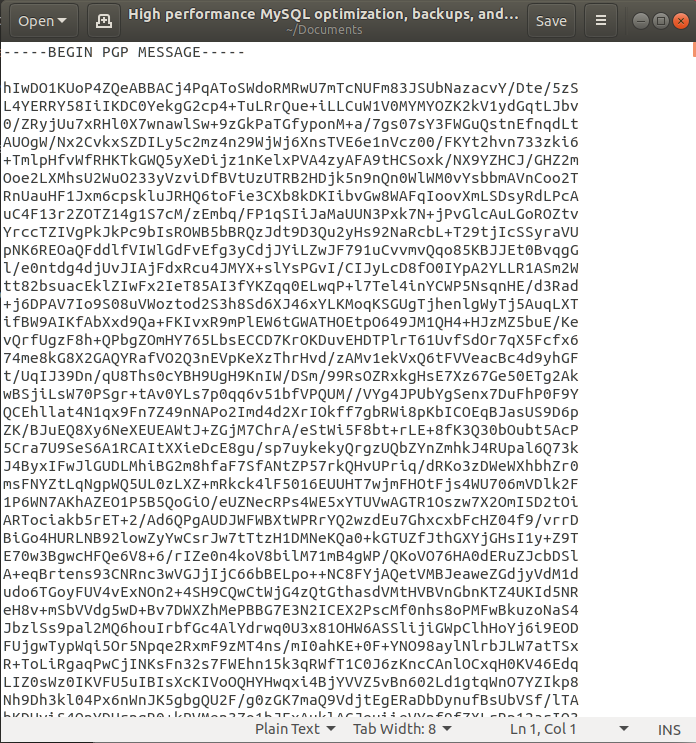 Open
High performance MySQL optimization, backups, and...
~/Documents
Save
-----BEGIN PGP MESSAGE-----
hIwDO1KUoP4ZQeABBACj4PqAToSWdoRMRwU7mTcNUFm83JSUbNazacvY/Dte/5zS
L4YERRY58IiIKDC0YekgG2cp4+TuLRrQue+iLLCuW1V0MYMYOZK2kV1ydGqtLJbv
0/ZRyjUu7xRHl0X7wnawlSw+9zGkPaTGfyponM+a/7gs07sY3FWGuQstnEfnqdLt
AUOgW/Nx2CvkxSZDILy5c2mz4n29WjWj6XnsTVE6e1nVcz00/FKYt2hvn733zki6
+TmlpHfvWfRHKTkGWQ5yXeDijz1nKelxPVA4zyAFA9tHCSoxk/NX9YZHCJ/GHZ2m
Ooe2LXMhsU2WuO233yVzviDfBVtUzUTRB2HDjk5n9nQn0WlWM0vYsbbmAVnCoo2T
RnUauHF1Jxm6cpskluJRHQ6toFie3CXb8kDKIibvGw8WAFqIoovXmLSDsyRdLPcA
uC4F13r2ZOTZ14g1S7cM/zEmbq/FP1qSIiJaMaUUN3Pxk7N+jPvGlcAuLGoROZtv
YrccTZIVgPkJkPc9bIsROWB5bBRQzJdt9D3Qu2yHs92NaRcbL+T29tjIcSSyraVU
pNK6REOaQFddlfVIWlGdFvEfg3yCdjJYiLZwJF791uCvvmvQqo85KBJJEt0BvqgG
l/e0ntdg4djUvJIAjFdxRcu4JMYX+slYsPGvI/CIJyLcD8fO0IYpA2YLLR1ASm2W
tt82bsuacEklZIwFx2IeT85AI3fYKZqq0ELwqP+l7Tel4inYCWP5NsqnHE/d3Rad
+j6DPAV7Io9S08uVWoztod2S3h8Sd6XJ46xYLKMoqKSGUgTjhenlgWyTj5AuqLXT
ifBW9AIKfAbXxd9Qa+FKIvxR9mPlEW6tGWATHOEtpO649JM1QH4+HJzMZ5buE/Ke
vQrfUgzF8h+QPbgZOmHY765LbsECCD7KrOKDuvEHDTPlrT61UvfSdOr7qX5Fcfx6
74me8kG8X2GAQYRafVO2Q3nEVpKeXzThrHvd/zAMv1ekVxQ6tFVVeacBc4d9yhGF
t/UqIJ39Dn/qU8Ths0cYBH9UgH9KnIW/DSm/99RsOZRxkgHsE7Xz67Ge50ETg2Ak
wBSjiLsW70PSgr+tAv0YLs7p0qq6v51bfVPQUM//VYg4JPUbYgSenx7DuFhP0F9Y
QCEhllat4N1qx9Fn7Z49nNAPo2Imd4d2XrIOkff7gbRWi8pKbICOEqBJasUS9D6p
ZK/BJuEQ8Xy6NeXEUEAWtJ+ZGjM7ChrA/eStWi5F8bt+rLE+8fK3Q30bOubt5AcP
5Cra7U9SeS6A1RCAItXXieDcE8gu/sp7uykekyQrgzUQbZYnZmhkJ4RUpal6Q73k
J4ByxIFwJlGUDLMhiBG2m8hfaF7SfANtZP57rkQHvUPriq/dRKo3zDWeWXhbhZr0
msFNYZtLqNgpWQ5UL0zLXZ+mRkck4lF5016EUUHT7wjmFHOtFjs4WU706mVDlk2F
1P6WN7AKhAZEO1P5B5QoGiO/eUZNecRPs4WE5xYTUVwAGTR1Oszw7X2OmI5D2tOi
ARTociakb5rET+2/Ad6QPgAUDJWFWBXtWPRrYQ2wzdEu7GhxcxbFcHZ04f9/vrrD
BiGo4HURLNB92lowZyYwCsrJw7tTtzH1DMNeKQa0+kGTUZfJthGXYjGHsI1y+Z9T
E70w3BgwcHFQe6V8+6/rIZe0n4koV8bilM71mB4gWP/QKoVO76HA0dERuZJcbDSl
A+eqBrtens93CNRnc3wVGJjIjC66bBELpo++NC8FYjAQetVMBJeaweZGdjyVdM1d
udo6TGoyFUV4vExNOn2+4SH9CQwCtWjG4zQtGthasdVMtHVBVnGbnKTZ4UKId5NR
eH8v+mSbVVdg5wD+Bv7DWXZhMePBBG7E3N2ICEX2PscMf0nhs8oPMFwBkuzoNaS4
JbzlSs9pal2MQ6houIrbfGc4AlYdrwq0U3x81OHW6ASSlijiGWpClhHoYj6i9EOD
FUjgwTypWqi5Or5Npqe2RxmF9zMT4ns/mI0ahKE+0F+YNO98aylNlrbJLW7atTSx
R+ToLiRgaqPwCjINKsFn32s7FWEhn15k3qRWfT1C0J6zKncCAnlOCxqH0KV46Edq
LIZ0sWz0IKVFU5uIBIsXcKIVoOQHYHwqxi4BjYVVZ5vBn602Ld1gtqWnO7YZIkp8
Nh9Dh3kl04Px6nWnJK5gbgQU2F/g0zGK7maQ9VdjtEgERaDbDynufBsUbVSf/lTA
Plain Text
Tab Width: 8
Ln 1, Col 1
INS